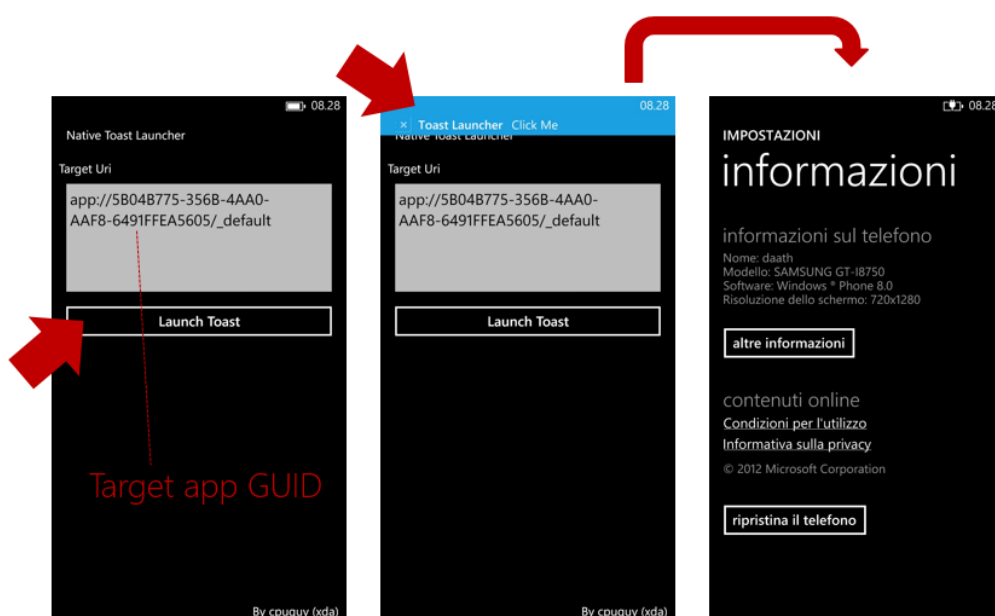 08.28
Native Toast Launcher
Target Uri
app://5B04B775-356B-4AA0-
AAF8-6491FFEA5605/_default
Launch Toast
Target app GUID
By cpuguy (xda)
08.28
× Toast Launcher Click Me
Native Toast Launcher
Target Uri
app://5B04B775-356B-4AA0-
AAF8-6491FFEA5605/_default
Launch Toast
By cpuguy (xda)
08.28
IMPOSTAZIONI
informazioni
informazioni sul telefono
Nome: daath
Modello: SAMSUNG GT-I8750
Software: Windows ® Phone 8.0
Risoluzione dello schermo: 720x1280
altre informazioni
contenuti online
Condizioni per l'utilizzo
Informativa sulla privacy
© 2012 Microsoft Corporation
ripristina il telefono